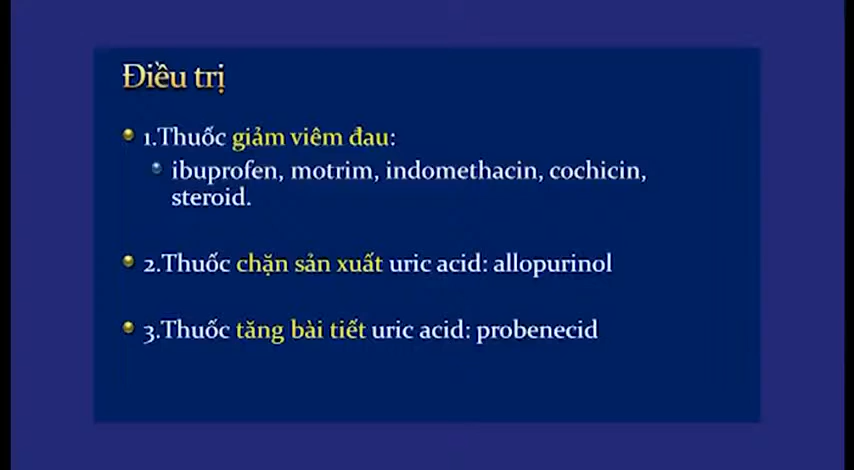 Điều trị
1.Thuốc giảm viêm đau:
ibuprofen, motrim, indomethacin, cochicin,
steroid.
2.Thuốc chặn sản xuất uric acid: allopurinol
3.Thuốc tăng bài tiết uric acid: probenecid